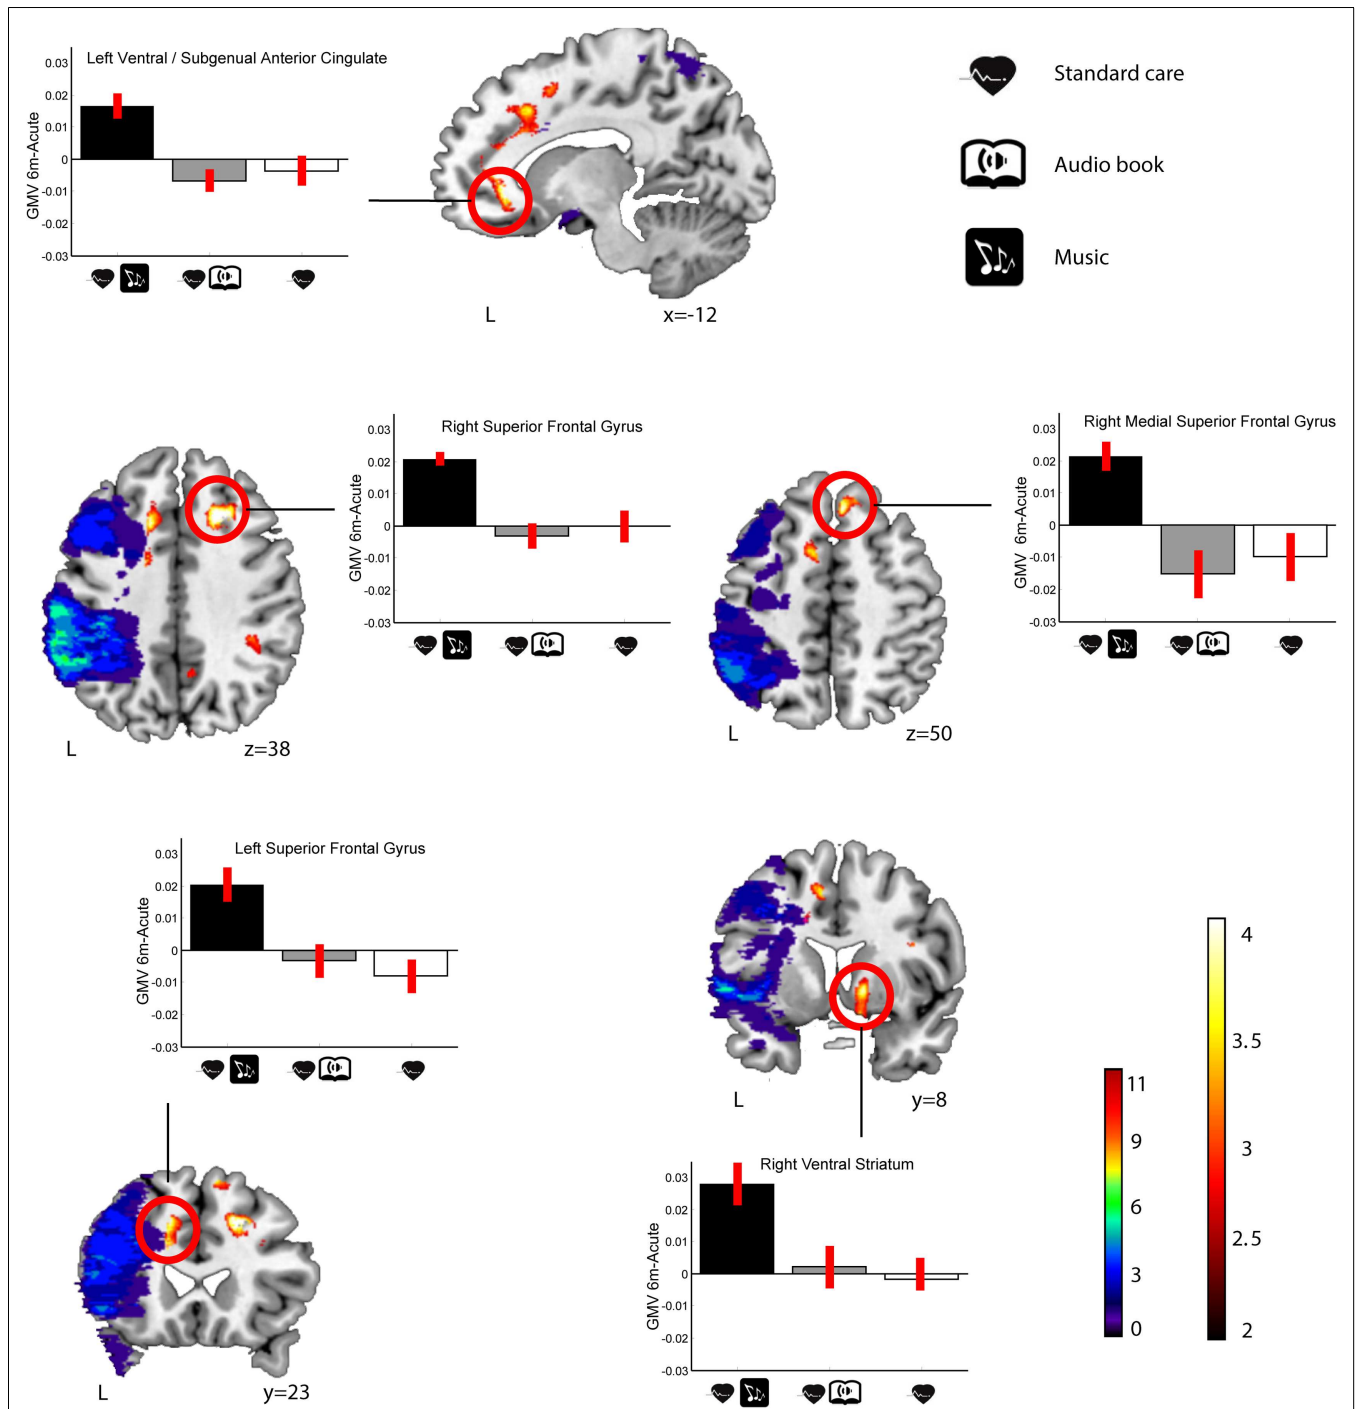 Left Ventral / Subgenual Anterior Cingulate
GMV 6m-Acute
0.03
0.02
0.01
0
-0.01
-0.02
-0.03
L
x=-12
Standard care
Audio book
Music
Right Superior Frontal Gyrus
GMV 6m-Acute
0.03
0.02
0.01
0
-0.01
-0.02
-0.03
L
z=38
Right Medial Superior Frontal Gyrus
GMV 6m-Acute
0.03
0.02
0.01
0
-0.01
-0.02
-0.03
L
z=50
Left Superior Frontal Gyrus
GMV 6m-Acute
0.03
0.02
0.01
0
-0.01
-0.02
-0.03
L
y=23
L
y=8
Right Ventral Striatum
GMV 6m-Acute
0.03
0.02
0.01
0
-0.01
-0.02
-0.03
11
9
6
3
0
4
3.5
3
2.5
2